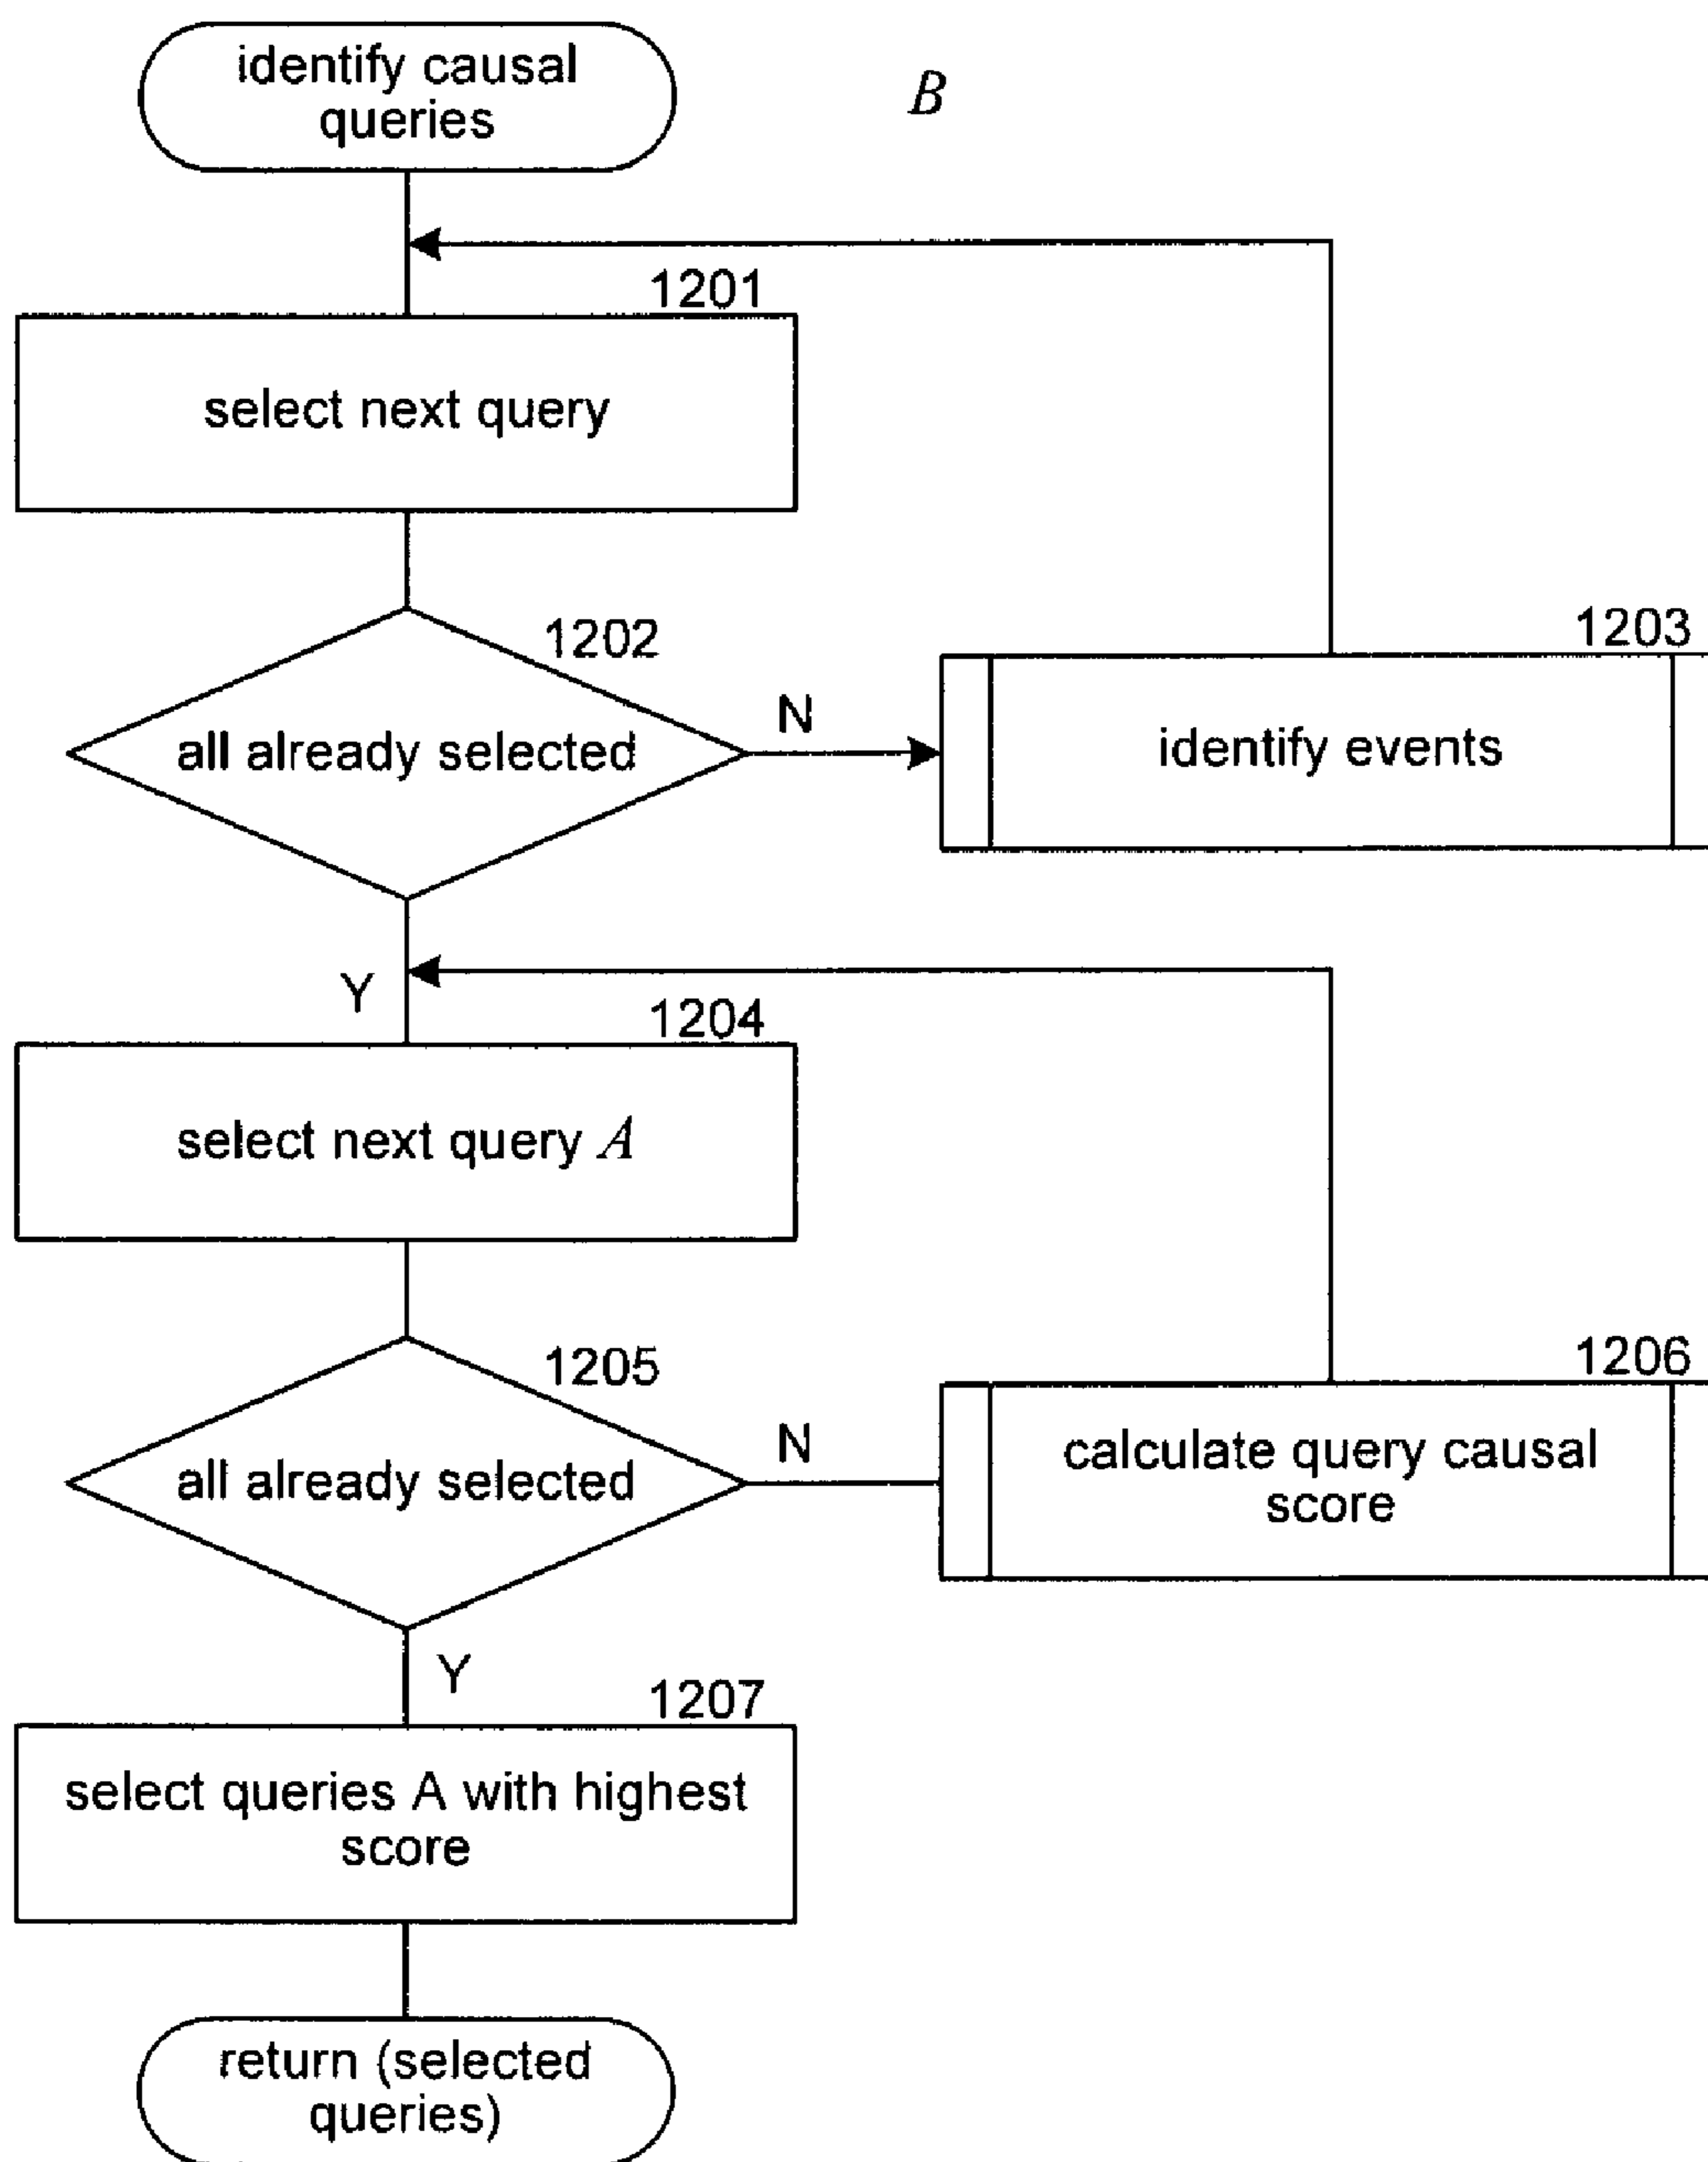 identify causal
queries
B
1201
select next query
1202
all already selected
N
1203
identify events
Y
1204
select next query A
1205
all already selected
N
1206
calculate query causal
score
Y
1207
select queries A with highest
score
return (selected
queries)